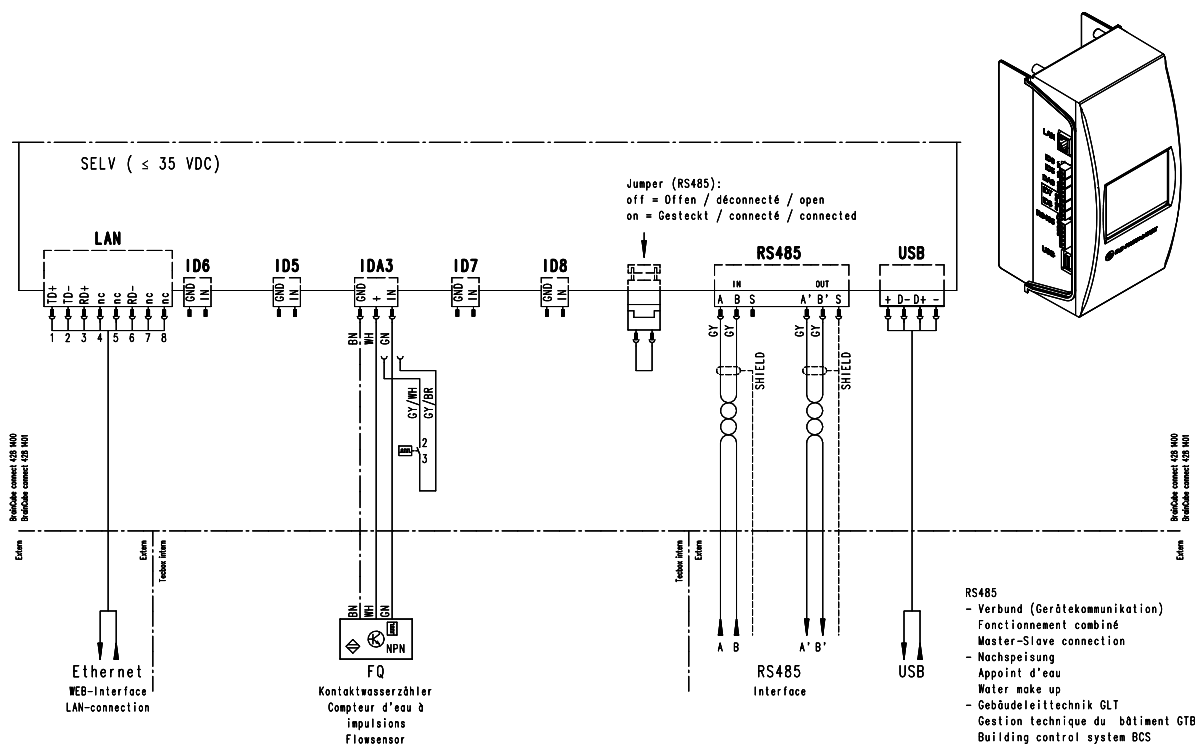 SELV ( ≤ 35 VDC)
Jumper (RS485):
off = Offen / déconnecté / open
on = Gesteckt / connecté / connected
LAN
ID6
ID5
IDA3
ID7
ID8
RS485
USB
TD+ TD- RD+ nc nc RD- nc nc
GND IN
GND IN
GND + IN
GND IN
GND IN
IN OUT
A B S A' B' S
+ D- D+ -
1 2 3 4 5 6 7 8
BN WH GN
GY GY GY GY
SHIELD
SHIELD
GY/WH
GY/BR
2
3
BrainCube connect 428 M00
BrainCube connect 428 M01
BrainCube connect 428 M00
BrainCube connect 428 M01
Extern
Extern
Tecbox intern
Tecbox intern
Extern
Extern
BN WH GN
NPN
A B A' B'
Ethernet
WEB-Interface
LAN-connection
FQ
Kontaktwasserzähler
Compteur d'eau à
impulsions
Flowsensor
RS485
Interface
USB
RS485
- Verbund (Gerätekommunikation)
Fonctionnement combiné
Master-Slave connection
- Nachspeisung
Appoint d'eau
Water make up
- Gebäudeleittechnik GLT
Gestion technique du bâtiment GTB
Building control system BCS
LAN
USB